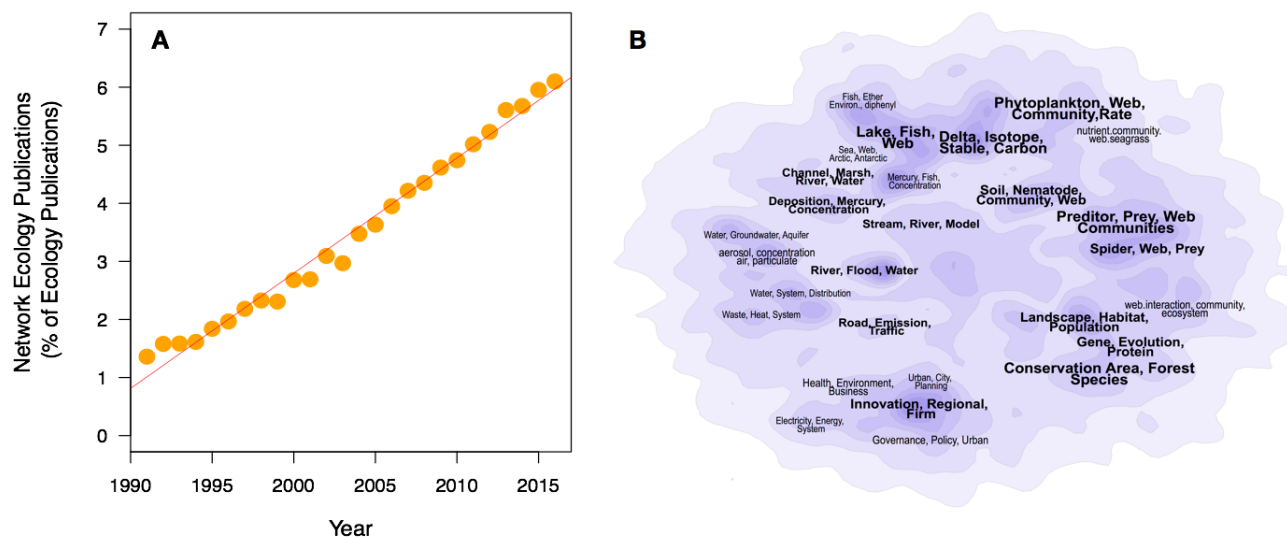 A
Network Ecology Publications
(% of Ecology Publications)
7
6
5
4
3
2
1
0
1990
1995
2000
2005
2010
2015
Year
B
Fish, Ether
Environ., diphenyl
Phytoplankton, Web,
Community,Rate
Lake, Fish,
Web
Delta, Isotope,
Stable, Carbon
nutrient.community.
web.seagrass
Sea, Web,
Arctic, Antarctic
Channel, Marsh,
River, Water
Mercury, Fish,
Concentration
Soil, Nematode,
Community, Web
Deposition, Mercury,
Concentration
Stream, River, Model
Preditor, Prey, Web
Communities
Water, Groundwater, Aquifer
Spider, Web, Prey
aerosol, concentration
air, particulate
River, Flood, Water
Water, System, Distribution
web.interaction, community,
ecosystem
Waste, Heat, System
Road, Emission,
Traffic
Landscape, Habitat,
Population
Gene, Evolution,
Protein
Conservation Area, Forest
Species
Health, Environment,
Business
Urban, City,
Planning
Innovation, Regional,
Firm
Electricity, Energy,
System
Governance, Policy, Urban